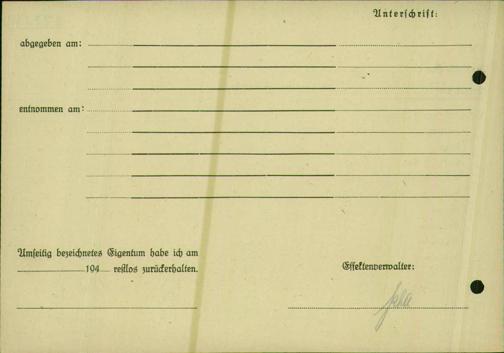 Unterschrift:
abgegeben am:
entnommen am:
Umseitig bezeichnetes Eigentum habe ich am
194 restlos zurückerhalten.
Effektenverwalter: